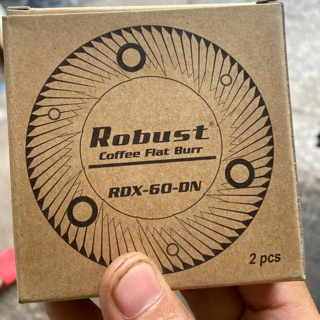 Robust®
Coffee Flat Burr
RDX-60-DN
2 pcs